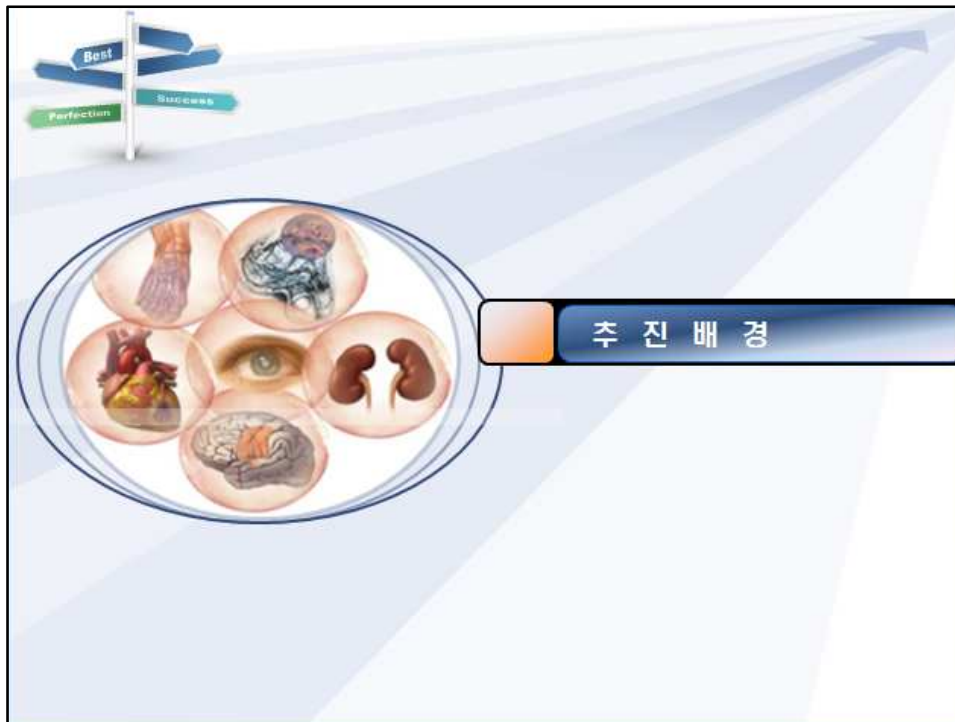 Best
Success
Perfection
추 진 배 경